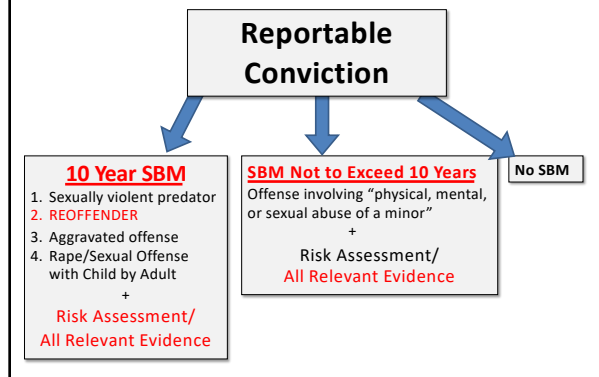 Reportable
Conviction
10 Year SBM
1. Sexually violent predator
2. REOFFENDER
3. Aggravated offense
4. Rape/Sexual Offense
with Child by Adult
+
Risk Assessment/
All Relevant Evidence
SBM Not to Exceed 10 Years
Offense involving “physical, mental,
or sexual abuse of a minor”
+
Risk Assessment/
All Relevant Evidence
No SBM